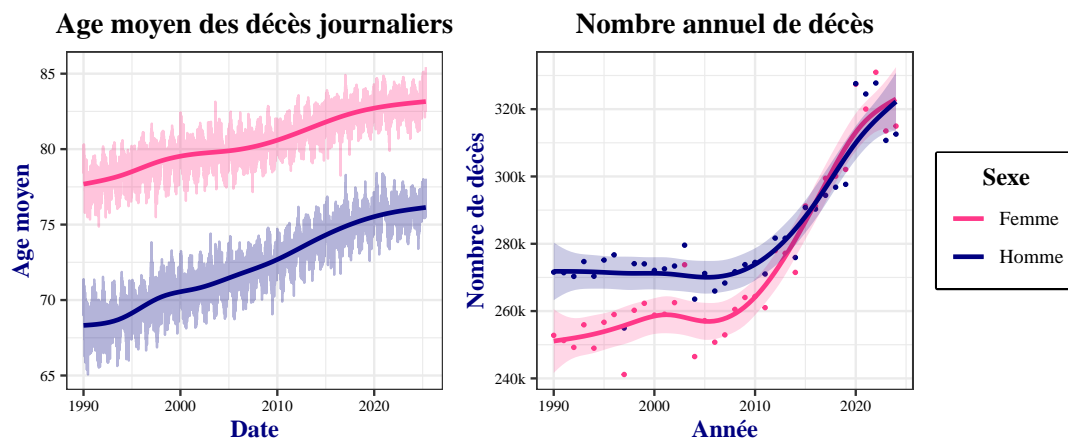 Age moyen des décès journaliers
Age moyen
85
80
75
70
65
1990
2000
2010
2020
Date
Nombre annuel de décès
Nombre de décès
320k
300k
280k
260k
240k
1990
2000
2010
2020
Année
Sexe
Femme
Homme